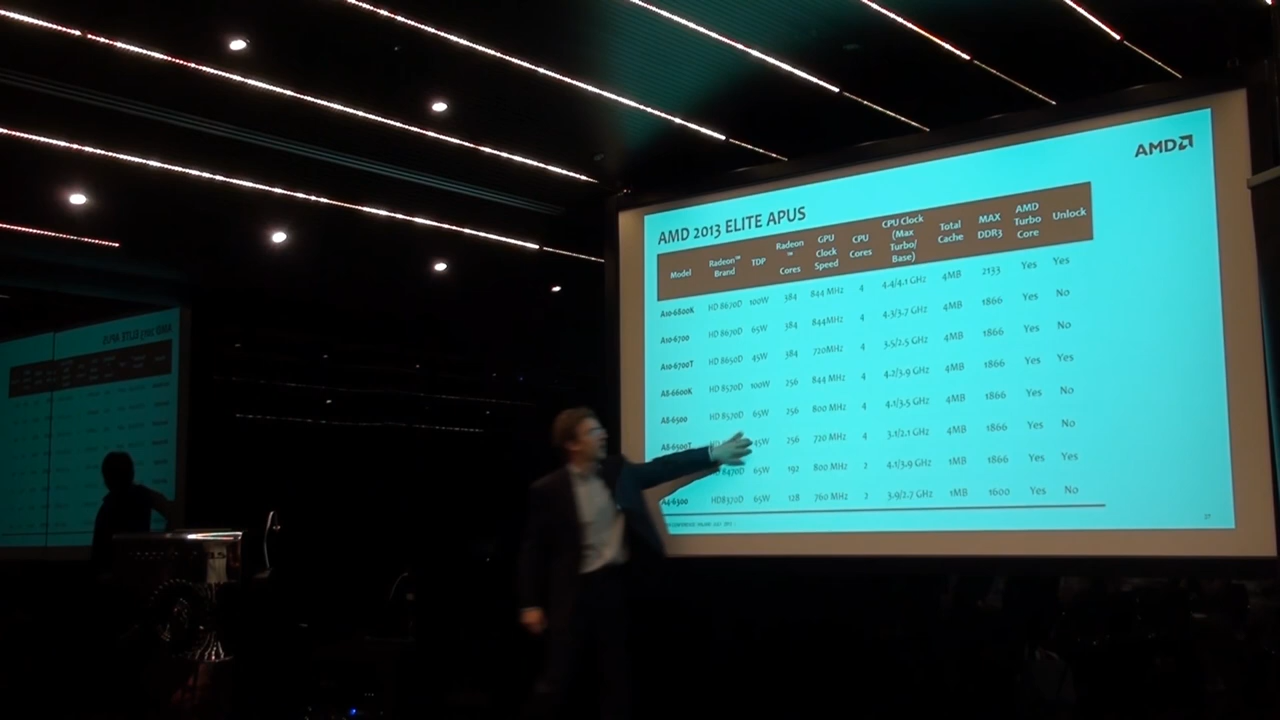 AMD
AMD 2013 ELITE APUS
Model Radeon™ Brand TDP Radeon ™ Cores GPU Clock Speed CPU Cores CPU Clock (Max Turbo/ Base) Total Cache MAX DDR3 AMD Turbo Core Unlock
A10-6800K HD 8670D 100W 384 844 MHz 4 4.4/4.1 GHz 4MB 2133 Yes Yes
A10-6700 HD 8670D 65W 384 844MHz 4 4.3/3.7 GHz 4MB 1866 Yes No
A10-6700T HD 8650D 45W 384 720MHz 4 3.5/2.5 GHz 4MB 1866 Yes No
A8-6600K HD 8570D 100W 256 844 MHz 4 4.2/3.9 GHz 4MB 1866 Yes Yes
A8-6500 HD 8570D 65W 256 800 MHz 4 4.1/3.5 GHz 4MB 1866 Yes No
A8-6500T 45W 256 720 MHz 4 3.1/2.1 GHz 4MB 1866 Yes No
8470D 65W 192 800 MHz 2 4.1/3.9 GHz 1MB 1866 Yes Yes
A4-6300 HD8370D 65W 128 760 MHz 2 3.9/2.7 GHz 1MB 1600 Yes No
27